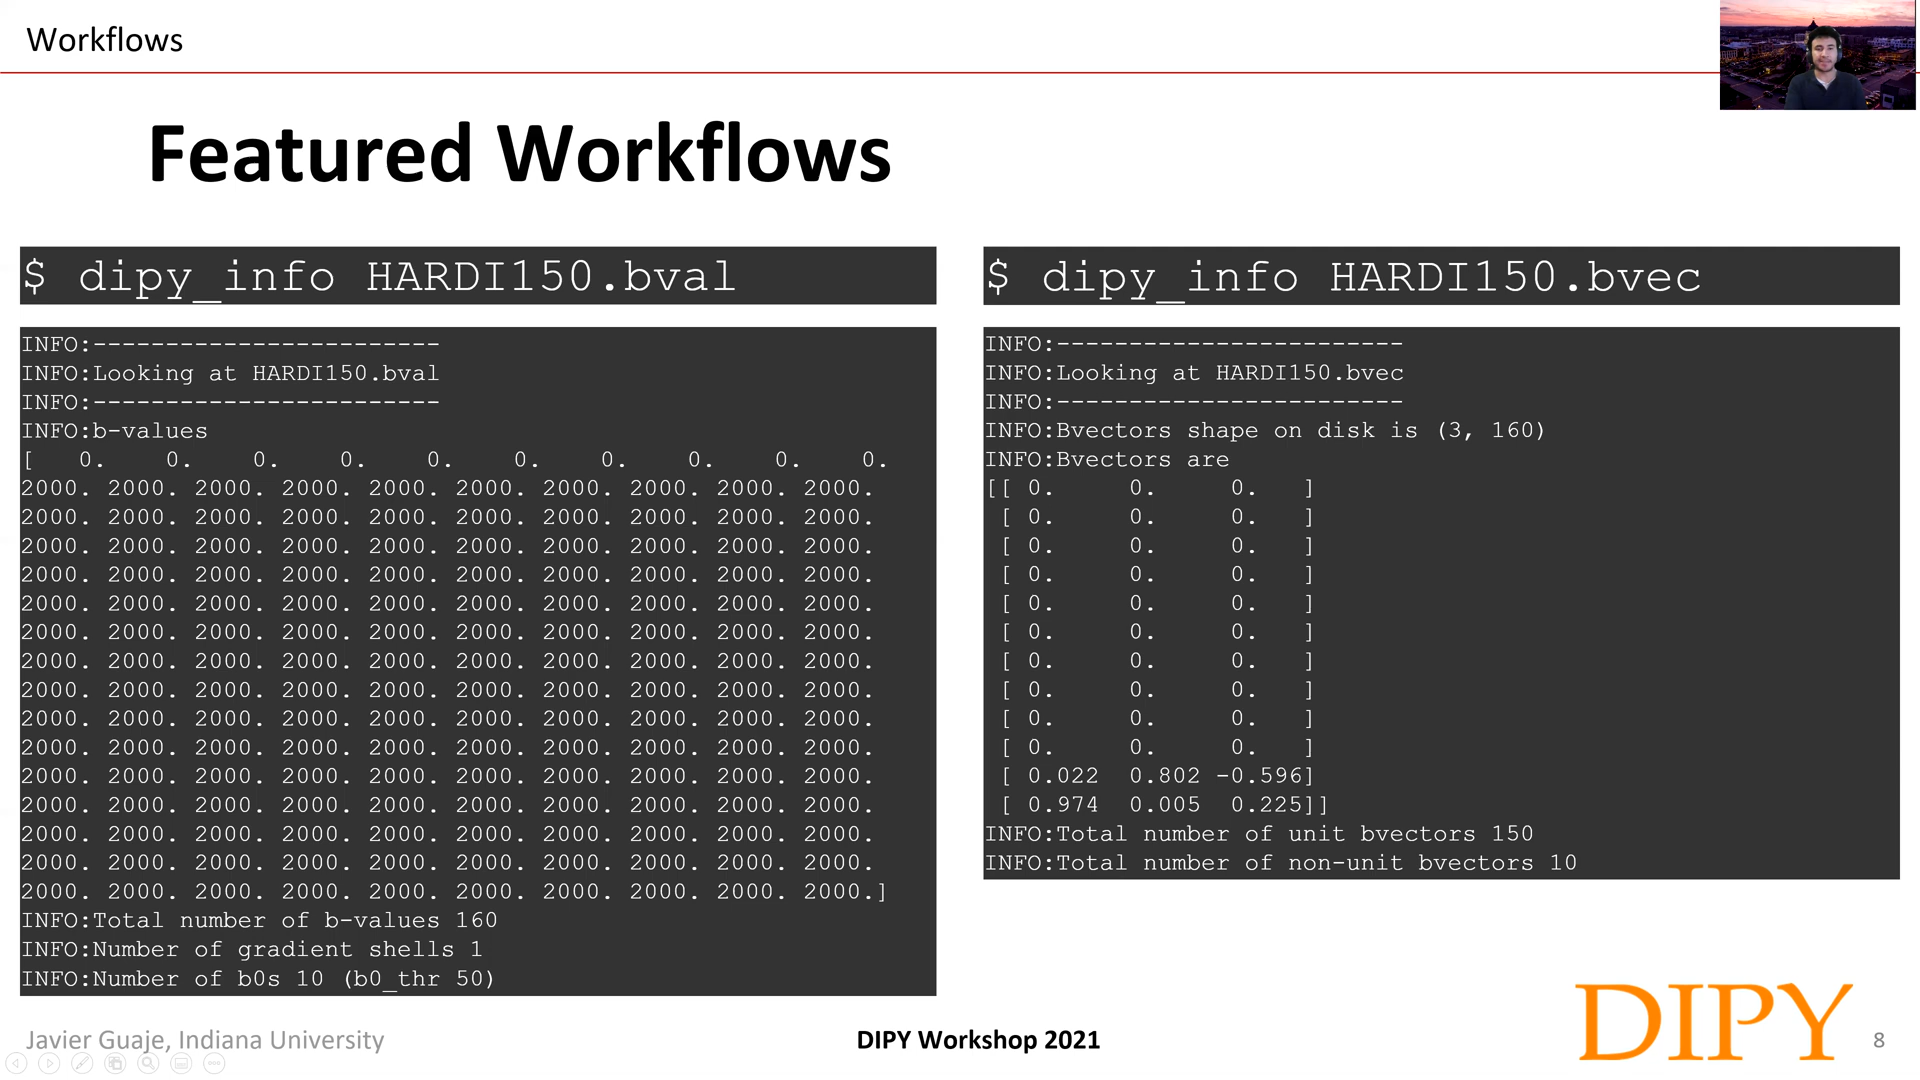 Workflows
Featured Workflows
$ dipy_info HARDI150.bval
INFO:------------------------
INFO:Looking at HARDI150.bval
INFO:------------------------
INFO:b-values
[   0.    0.    0.    0.    0.    0.    0.    0.    0.    0.
2000. 2000. 2000. 2000. 2000. 2000. 2000. 2000. 2000. 2000.
2000. 2000. 2000. 2000. 2000. 2000. 2000. 2000. 2000. 2000.
2000. 2000. 2000. 2000. 2000. 2000. 2000. 2000. 2000. 2000.
2000. 2000. 2000. 2000. 2000. 2000. 2000. 2000. 2000. 2000.
2000. 2000. 2000. 2000. 2000. 2000. 2000. 2000. 2000. 2000.
2000. 2000. 2000. 2000. 2000. 2000. 2000. 2000. 2000. 2000.
2000. 2000. 2000. 2000. 2000. 2000. 2000. 2000. 2000. 2000.
2000. 2000. 2000. 2000. 2000. 2000. 2000. 2000. 2000. 2000.
2000. 2000. 2000. 2000. 2000. 2000. 2000. 2000. 2000. 2000.
2000. 2000. 2000. 2000. 2000. 2000. 2000. 2000. 2000. 2000.
2000. 2000. 2000. 2000. 2000. 2000. 2000. 2000. 2000. 2000.
2000. 2000. 2000. 2000. 2000. 2000. 2000. 2000. 2000. 2000.
2000. 2000. 2000. 2000. 2000. 2000. 2000. 2000. 2000. 2000.
2000. 2000. 2000. 2000. 2000. 2000. 2000. 2000. 2000. 2000.
2000. 2000. 2000. 2000. 2000. 2000. 2000. 2000. 2000. 2000.]
INFO:Total number of b-values 160
INFO:Number of gradient shells 1
INFO:Number of b0s 10 (b0_thr 50)
$ dipy_info HARDI150.bvec
INFO:------------------------
INFO:Looking at HARDI150.bvec
INFO:------------------------
INFO:Bvectors shape on disk is (3, 160)
INFO:Bvectors are
[[ 0.     0.     0.   ]
[ 0.     0.     0.   ]
[ 0.     0.     0.   ]
[ 0.     0.     0.   ]
[ 0.     0.     0.   ]
[ 0.     0.     0.   ]
[ 0.     0.     0.   ]
[ 0.     0.     0.   ]
[ 0.     0.     0.   ]
[ 0.     0.     0.   ]
[ 0.022  0.802 -0.596]
[ 0.974  0.005  0.225]]
INFO:Total number of unit bvectors 150
INFO:Total number of non-unit bvectors 10
Javier Guaje, Indiana University
DIPY Workshop 2021
DIPY
8